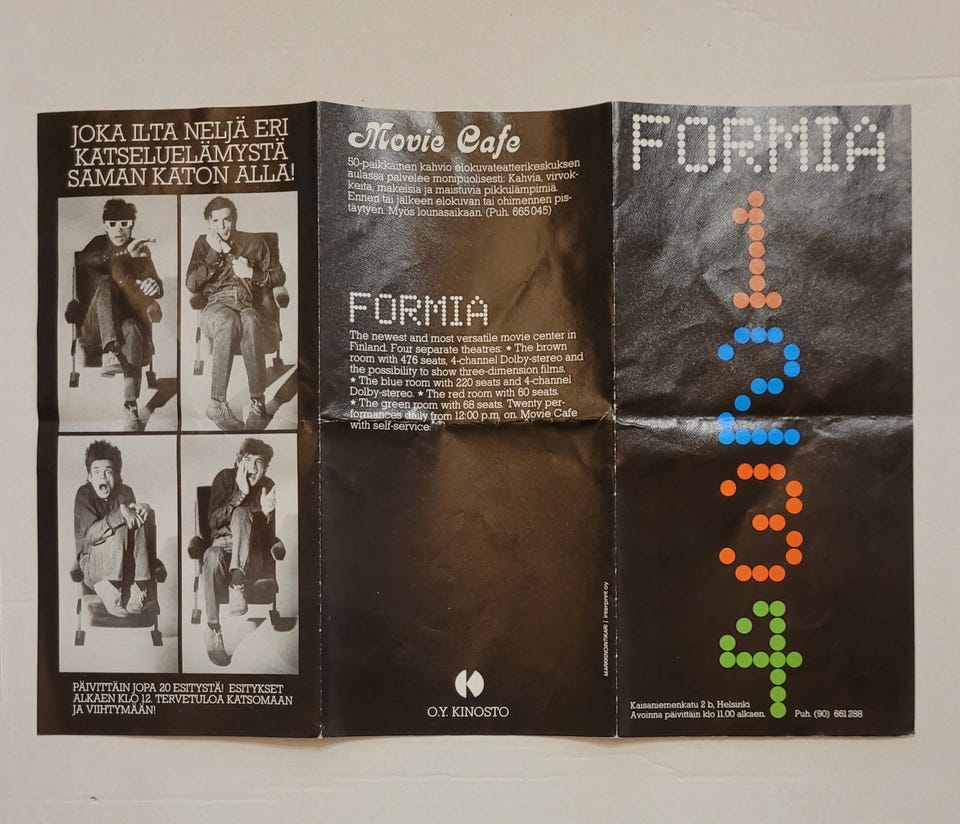 JOKA ILTA NELJÄ ERI
KATSELUELÄMYSTÄ
SAMAN KATON ALLA!
PÄIVITTÄIN JOPA 20 ESITYSTÄ! ESITYKSET
ALKAEN KLO 12. TERVETULOA KATSOMAAN
JA VIIHTYMÄÄN!
Movie Cafe
50-paikkainen kahvio elokuvateatterikeskuksen
aulassa palvelee monipuolisesti: Kahvia, virvok-
keita, makeisia ja maistuvia pikkulämpimiä.
Ennen tai jälkeen elokuvan tai ohimennen pis-
täytyen. Myös lounasaikaan. (Puh. 665045)
FORMIA
The newest and most versatile movie center in
Finland. Four separate theatres: ★ The brown
room with 476 seats, 4-channel Dolby-stereo and
the possibility to show three-dimension films.
★ The blue room with 220 seats and 4-channel
Dolby-stereo. ★ The red room with 60 seats.
★ The green room with 68 seats. Twenty per-
formances daily from 12:00 p.m. on. Movie Cafe
with self-service.
MARKKINOINTIKARI / Interprint oy
O.Y. KINOSTO
FORMIA
1
2
3
4
Kaisaniemenkatu 2 b, Helsinki
Avoinna päivittäin klo 11.00 alkaen. Puh. (90) 661 288